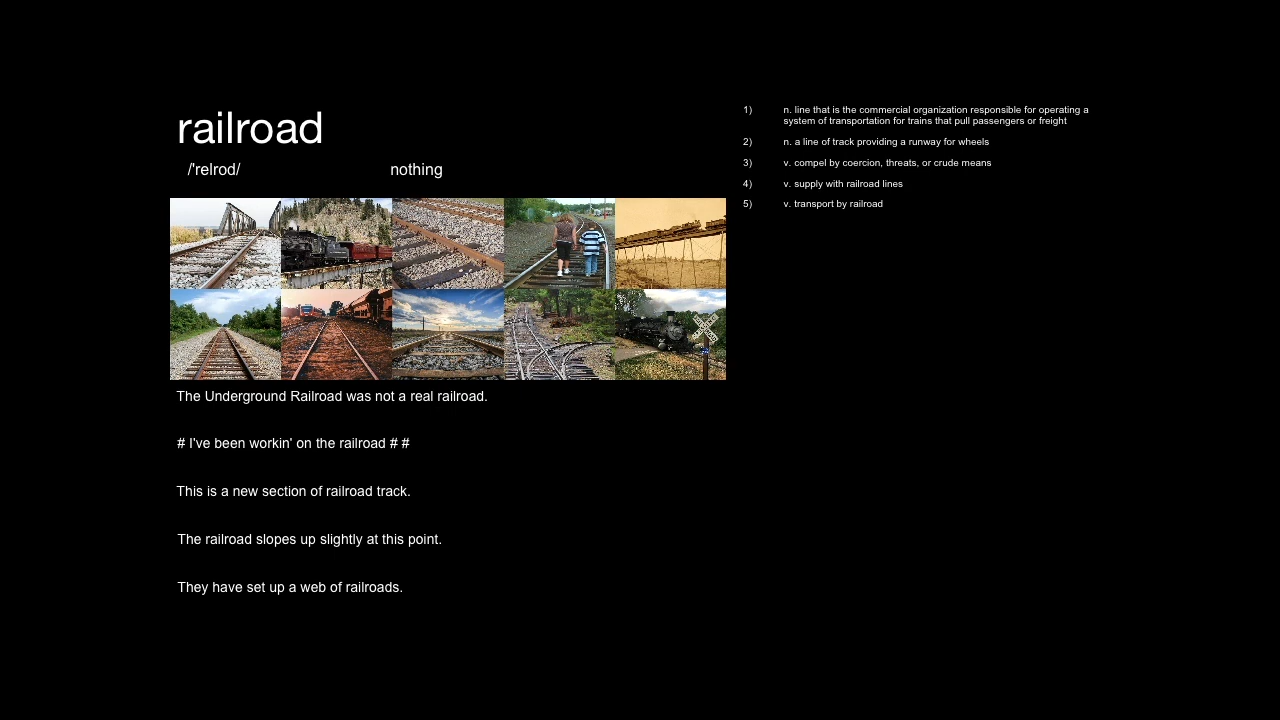 railroad
/'relrod/
nothing
The Underground Railroad was not a real railroad.
# I've been workin' on the railroad # #
This is a new section of railroad track.
The railroad slopes up slightly at this point.
They have set up a web of railroads.
1) n. line that is the commercial organization responsible for operating a
system of transportation for trains that pull passengers or freight
2) n. a line of track providing a runway for wheels
3) v. compel by coercion, threats, or crude means
4) v. supply with railroad lines
5) v. transport by railroad